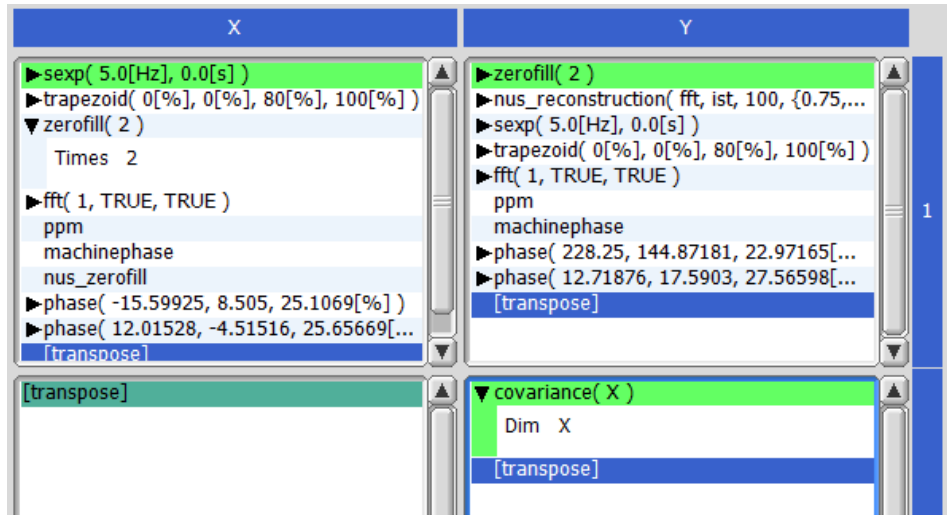 X
Y
sexp( 5.0[Hz], 0.0[s] )
trapezoid( 0[%], 0[%], 80[%], 100[%] )
zerofill( 2 )
Times 2
fft( 1, TRUE, TRUE )
ppm
machinephase
nus_zerofill
phase( -15.59925, 8.505, 25.1069[%] )
phase( 12.01528, -4.51516, 25.65669[...
[transpose]
zerofill( 2 )
nus_reconstruction( fft, ist, 100, {0.75,...
sexp( 5.0[Hz], 0.0[s] )
trapezoid( 0[%], 0[%], 80[%], 100[%] )
fft( 1, TRUE, TRUE )
ppm
machinephase
phase( 228.25, 144.87181, 22.97165[...
phase( 12.71876, 17.5903, 27.56598[...
[transpose]
1
[transpose]
covariance( X )
Dim X
[transpose]